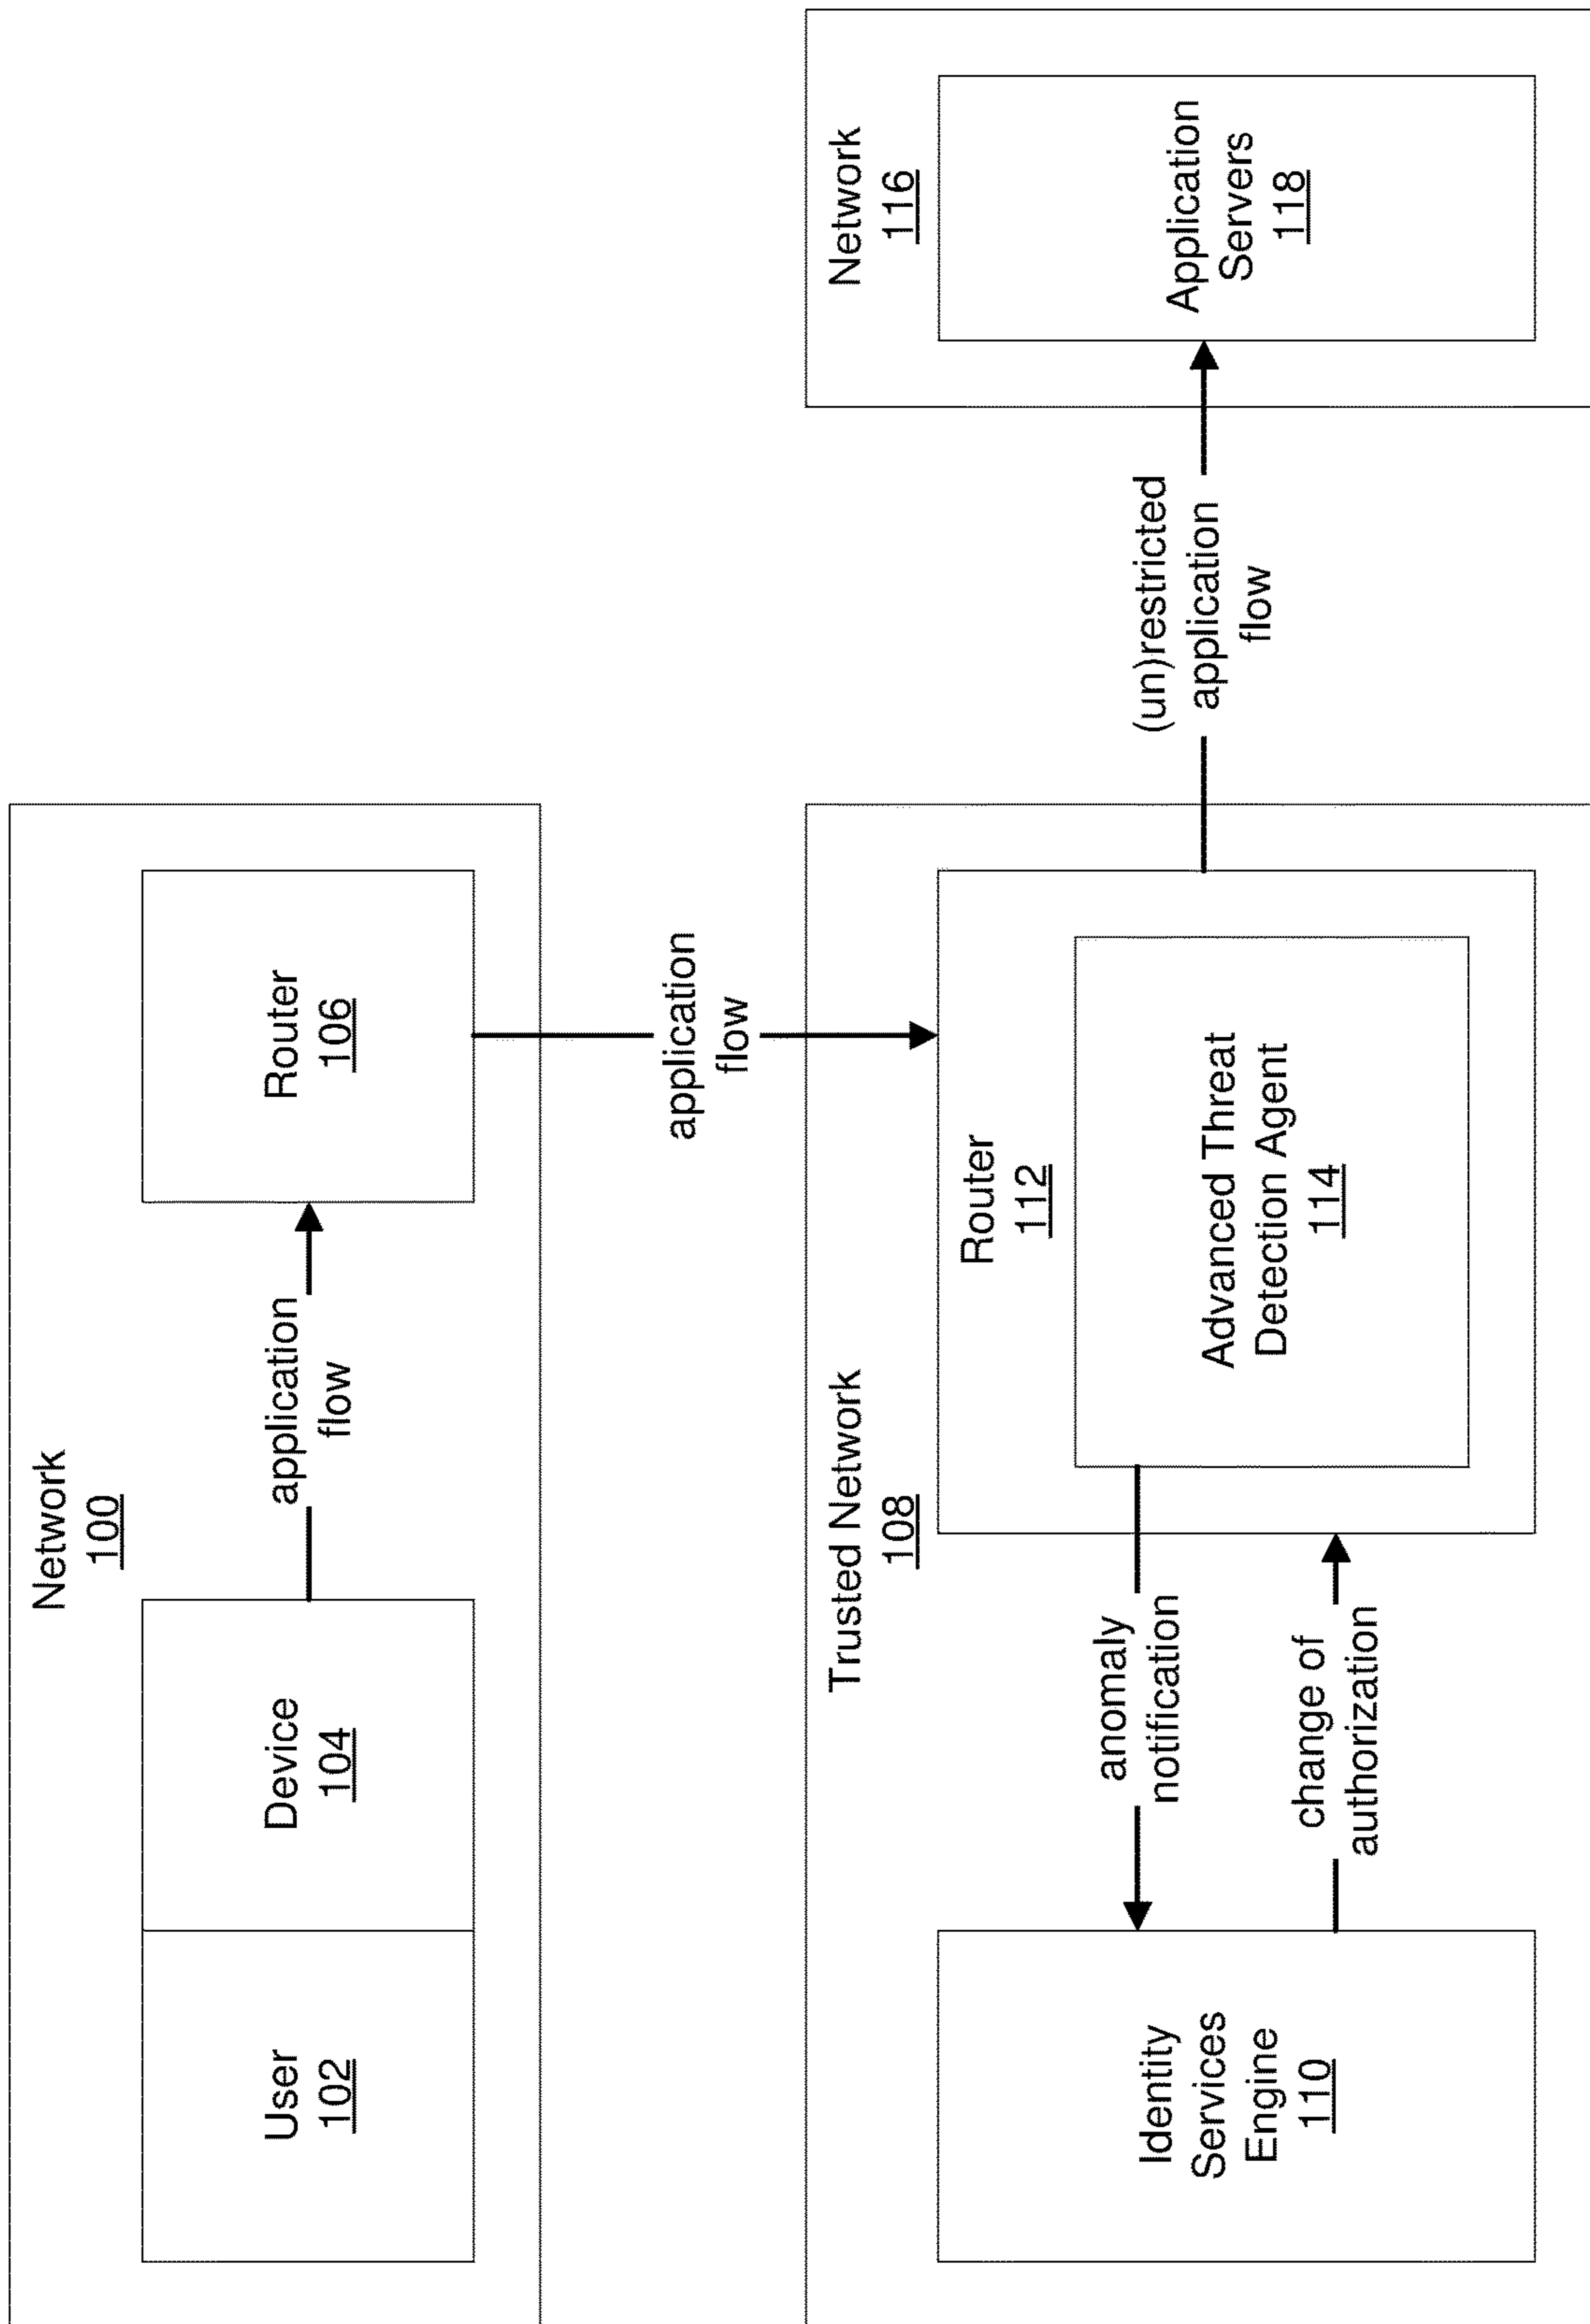 Network
100
User
102
Device
104
application
flow
Router
106
application
flow
Trusted Network
108
Identity
Services
Engine
110
anomaly
notification
change of
authorization
Router
112
Advanced Threat
Detection Agent
114
(un)restricted
application
flow
Network
116
Application
Servers
118